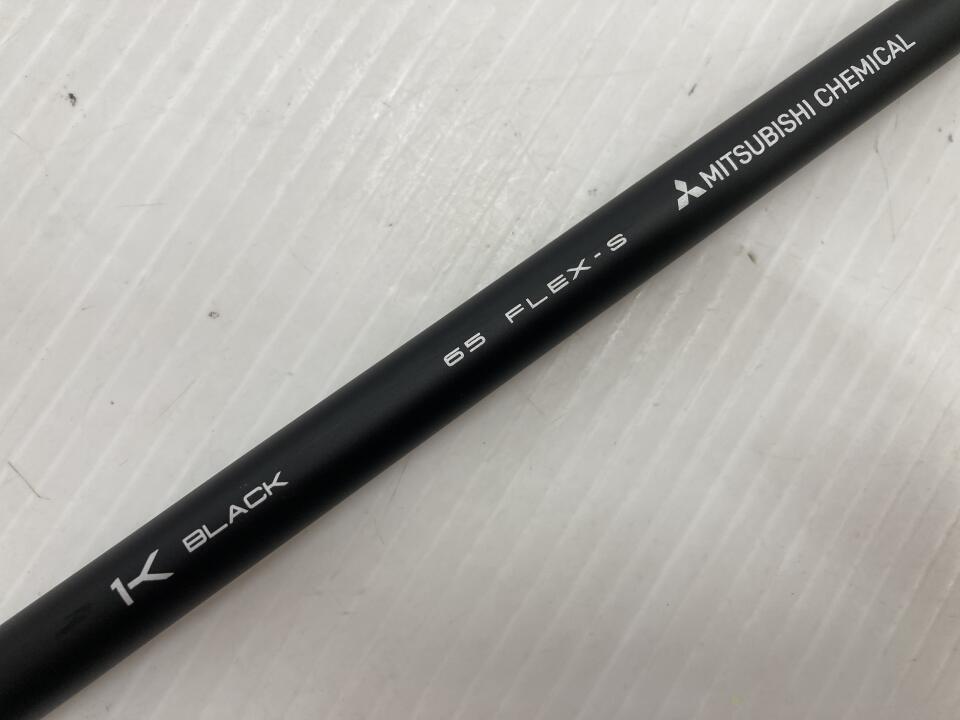 1K BLACK
65 FLEX-S
MITSUBISHI CHEMICAL